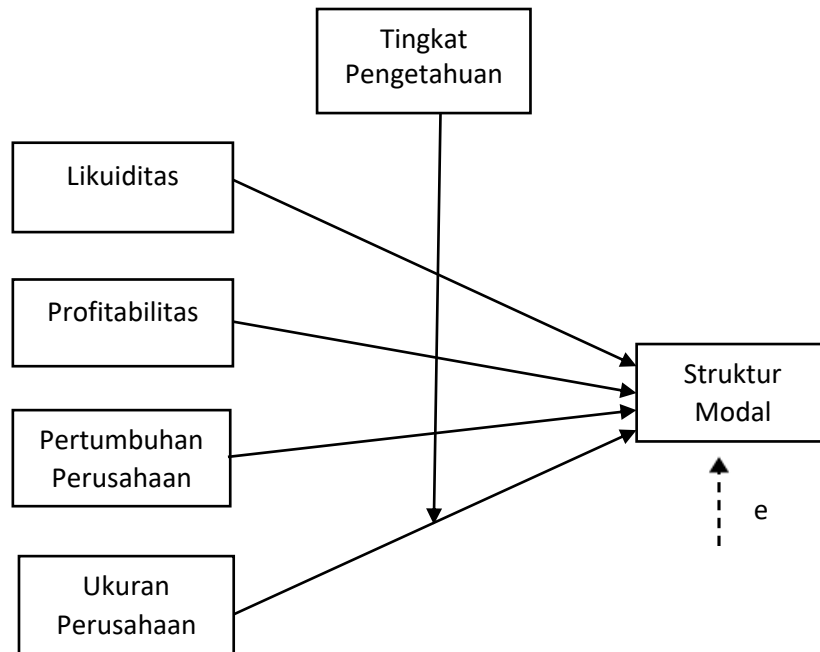 Tingkat
Pengetahuan
Likuiditas
Profitabilitas
Struktur
Modal
Pertumbuhan
Perusahaan
e
Ukuran
Perusahaan